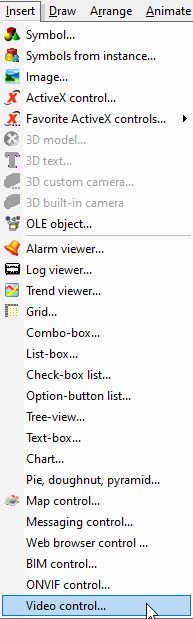 Insert Draw Arrange Animate
Symbol...
Symbols from instance...
Image...
ActiveX control...
Favorite ActiveX controls...
3D model...
3D text...
3D custom camera...
3D built-in camera
OLE object...
Alarm viewer...
Log viewer...
Trend viewer...
Grid...
Combo-box...
List-box...
Check-box list...
Option-button list...
Tree-view...
Text-box...
Chart...
Pie, doughnut, pyramid...
Map control...
Messaging control...
Web browser control ...
BIM control...
ONVIF control...
Video control...